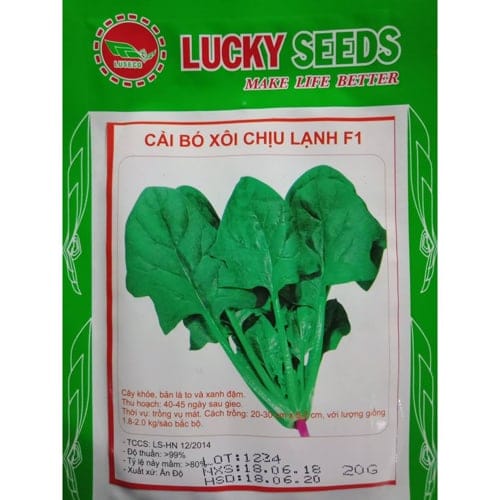 LUSECO
LUCKY SEEDS
MAKE LIFE BETTER
CẢI BÓ XÔI CHỊU LẠNH F1
Cây khỏe, bản lá to và xanh đậm.
Thu hoạch: 40-45 ngày sau gieo.
Thời vụ: trồng vụ mát. Cách trồng: 20-30 cm cm, với lượng giống
1.8-2.0 kg/sào bắc bộ.
- TCCS: LS-HN 12/2014
- Độ thuần: >99%
- Tỷ lệ nảy mầm: >80%
- Xuất xứ: Ấn Độ
LOT:1234
NXS:18.06.18
HSD:18.06.20
20G